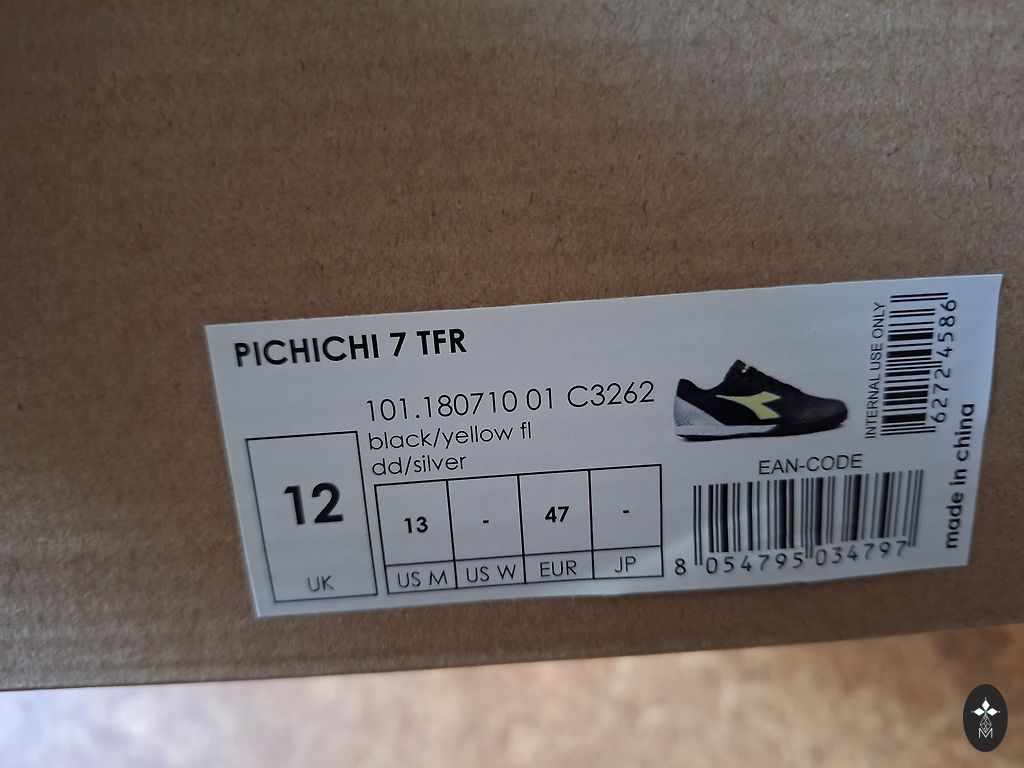 PICHICHI 7 TFR
101.180710 01 C3262
black/yellow fl
dd/silver
12
UK
13 - 47 -
US M US W EUR JP
EAN-CODE
8 054795 034797
INTERNAL USE ONLY
62724586
made in china
M